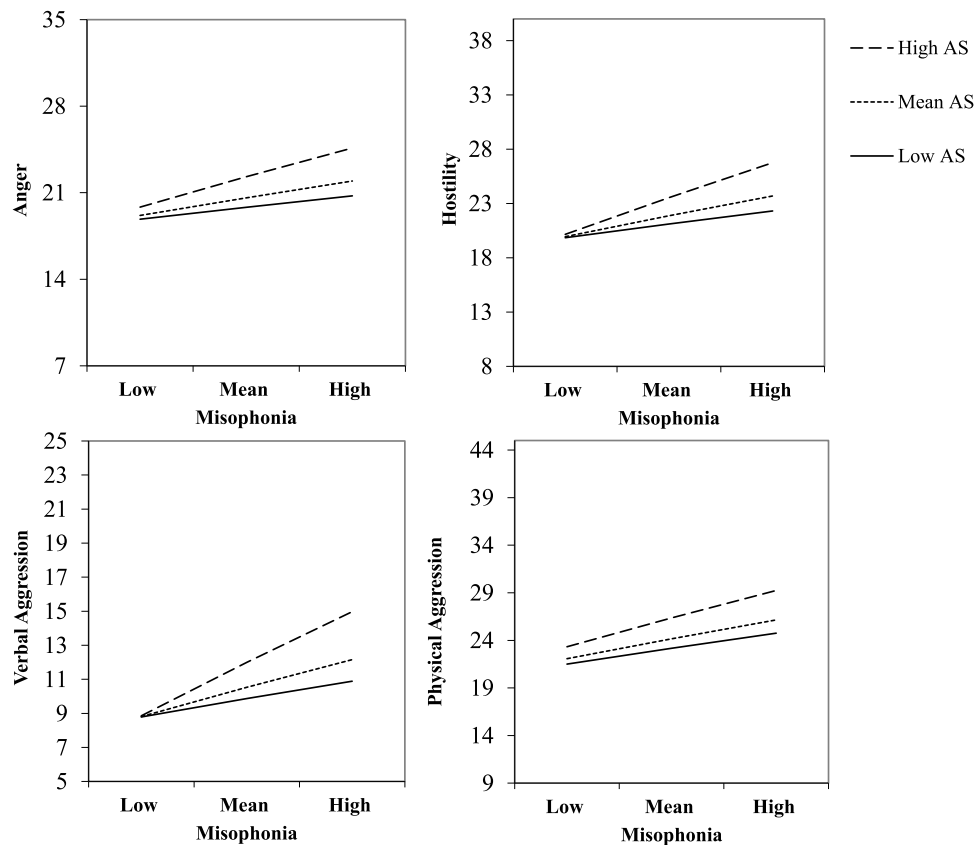 35
28
21
14
7
Anger
Low Mean High
Misophonia
38
33
28
23
18
13
8
Hostility
Low Mean High
Misophonia
High AS
Mean AS
Low AS
25
23
21
19
17
15
13
11
9
7
5
Verbal Aggression
Low Mean High
Misophonia
44
39
34
29
24
19
14
9
Physical Aggression
Low Mean High
Misophonia